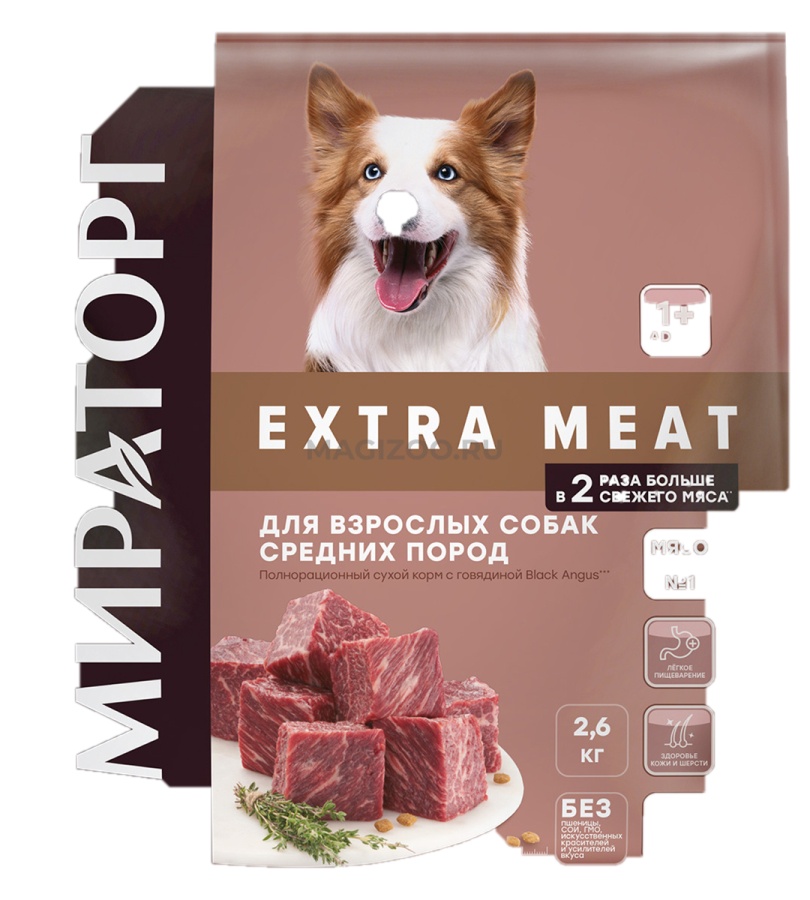 МИРАТОРГ
1+
EXTRA MEAT
MAGIZOO.RU
В 2 РАЗА БОЛЬШЕ
СВЕЖЕГО МЯСА**
ДЛЯ ВЗРОСЛЫХ СОБАК
СРЕДНИХ ПОРОД
Полнорационный сухой корм с говядиной Black Angus***
№1
ЛЁГКОЕ
ПИЩЕВАРЕНИЕ
2,6
КГ
ЗДОРОВЬЕ
КОЖИ И ШЕРСТИ
БЕЗ
пшеницы,
сои, ГМО,
искусственных
красителей
и усилителей
вкуса